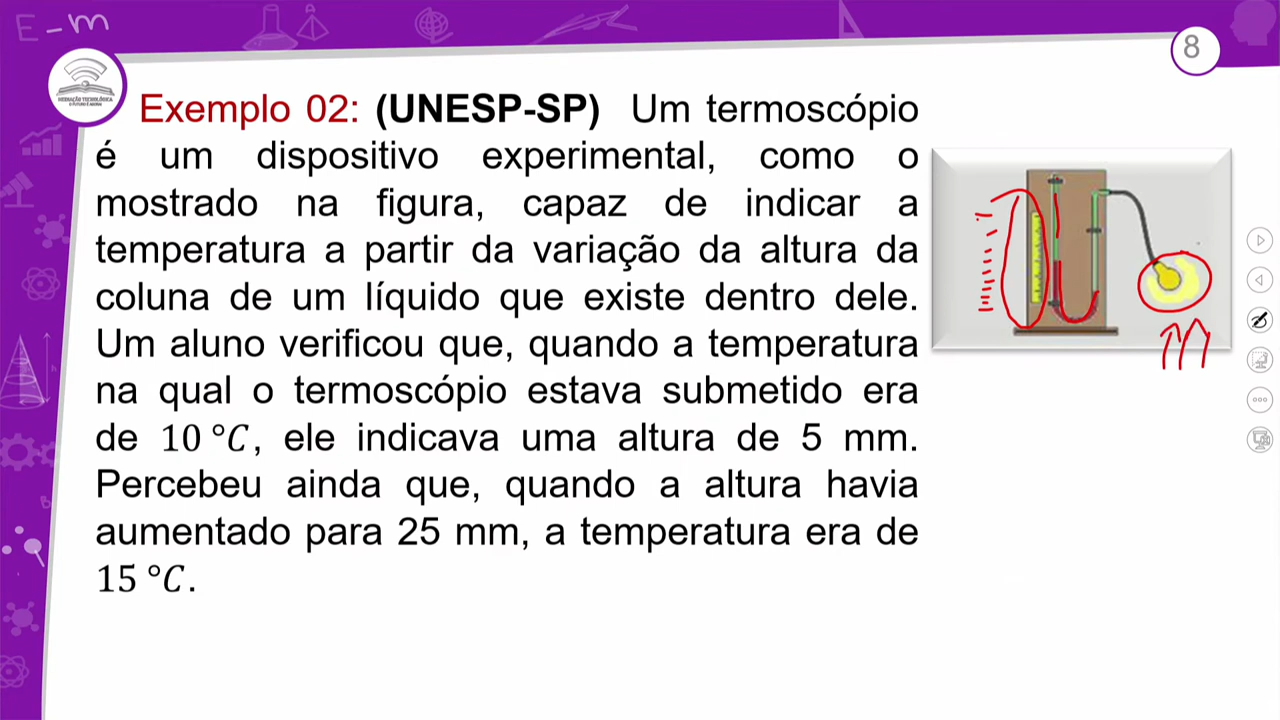 E-m
8
MEDIAÇÃO TECNOLÓGICA
Exemplo 02: (UNESP-SP) Um termoscópio
é um dispositivo experimental, como o
mostrado na figura, capaz de indicar a
temperatura a partir da variação da altura da
coluna de um líquido que existe dentro dele.
Um aluno verificou que, quando a temperatura
na qual o termoscópio estava submetido era
de 10 °C, ele indicava uma altura de 5 mm.
Percebeu ainda que, quando a altura havia
aumentado para 25 mm, a temperatura era de
15 °C.